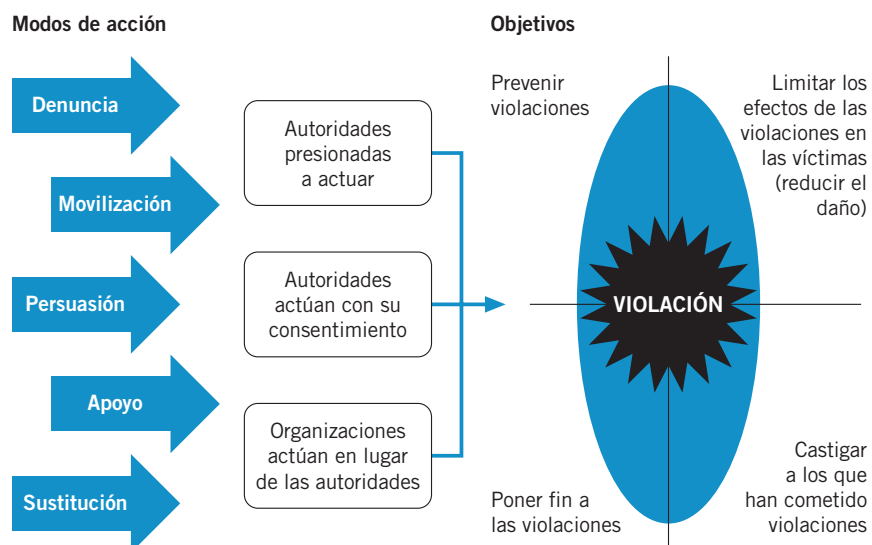 Modos de acción
Denuncia
Movilización
Persuasión
Apoyo
Sustitución
Autoridades
presionadas
a actuar
Autoridades
actúan con su
consentimiento
Organizaciones
actúan en lugar
de las autoridades
Objetivos
Prevenir
violaciones
Limitar los
efectos de las
violaciones en
las víctimas
(reducir el
daño)
VIOLACIÓN
Poner fin a
las violaciones
Castigar
a los que
han cometido
violaciones